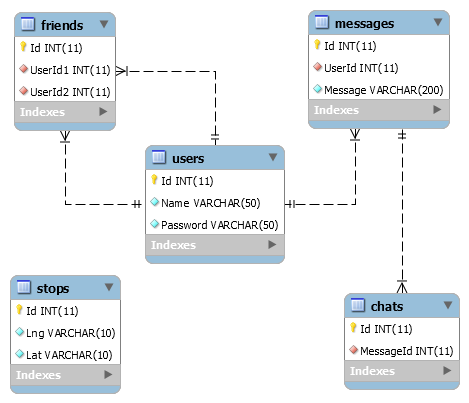 friends
Id INT(11)
UserId1 INT(11)
UserId2 INT(11)
Indexes
messages
Id INT(11)
UserId INT(11)
Message VARCHAR(200)
Indexes
users
Id INT(11)
Name VARCHAR(50)
Password VARCHAR(50)
Indexes
stops
Id INT(11)
Lng VARCHAR(10)
Lat VARCHAR(10)
Indexes
chats
Id INT(11)
MessageId INT(11)
Indexes